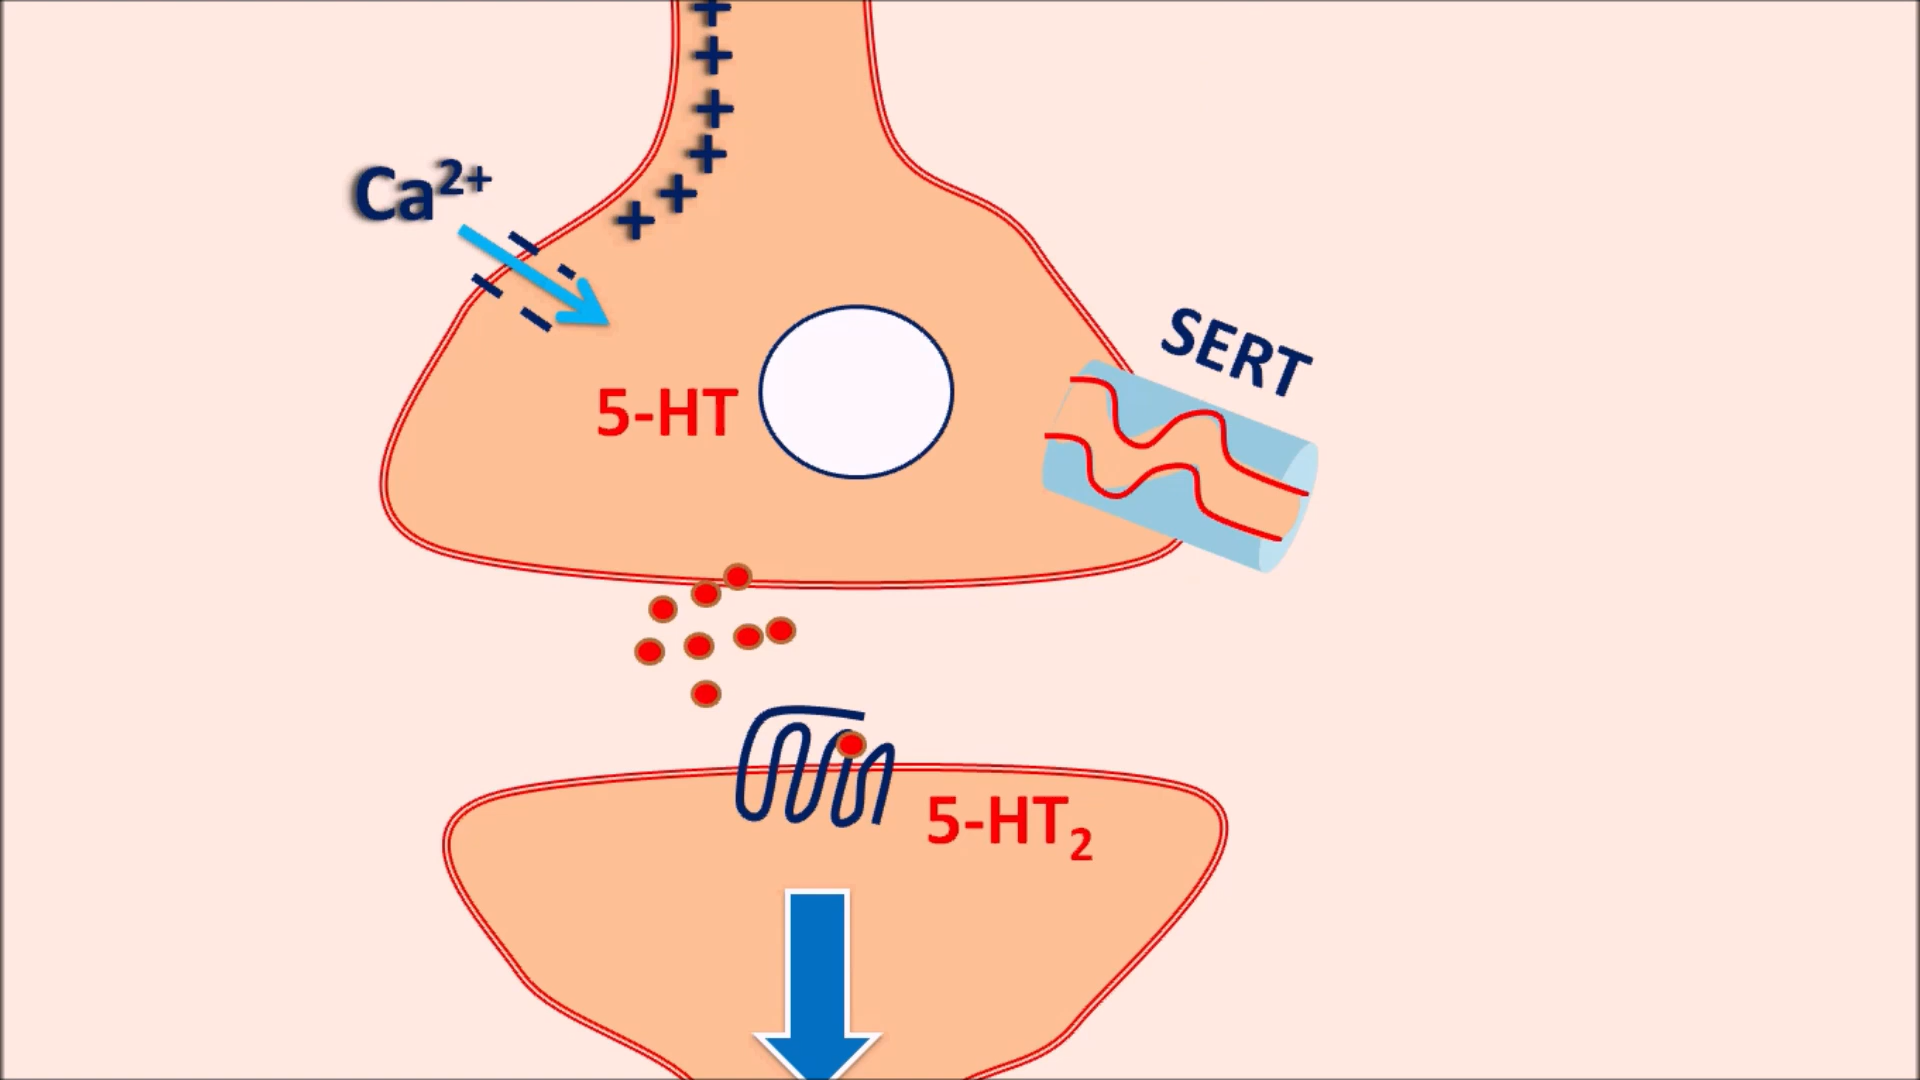 +
+
+
+
+
+
Ca²⁺
SERT
5-HT
5-HT₂